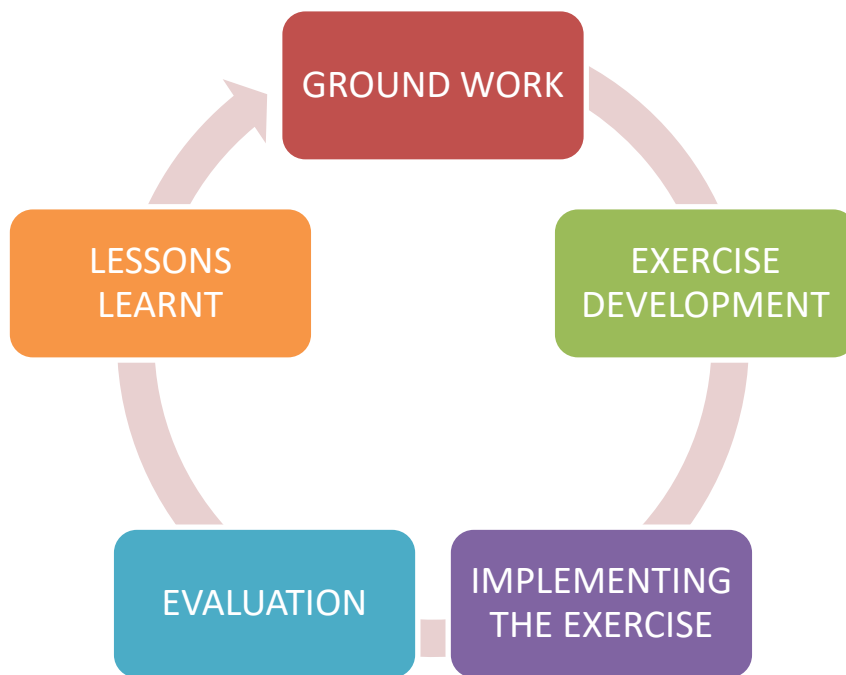 GROUND WORK
EXERCISE
DEVELOPMENT
IMPLEMENTING
THE EXERCISE
EVALUATION
LESSONS
LEARNT